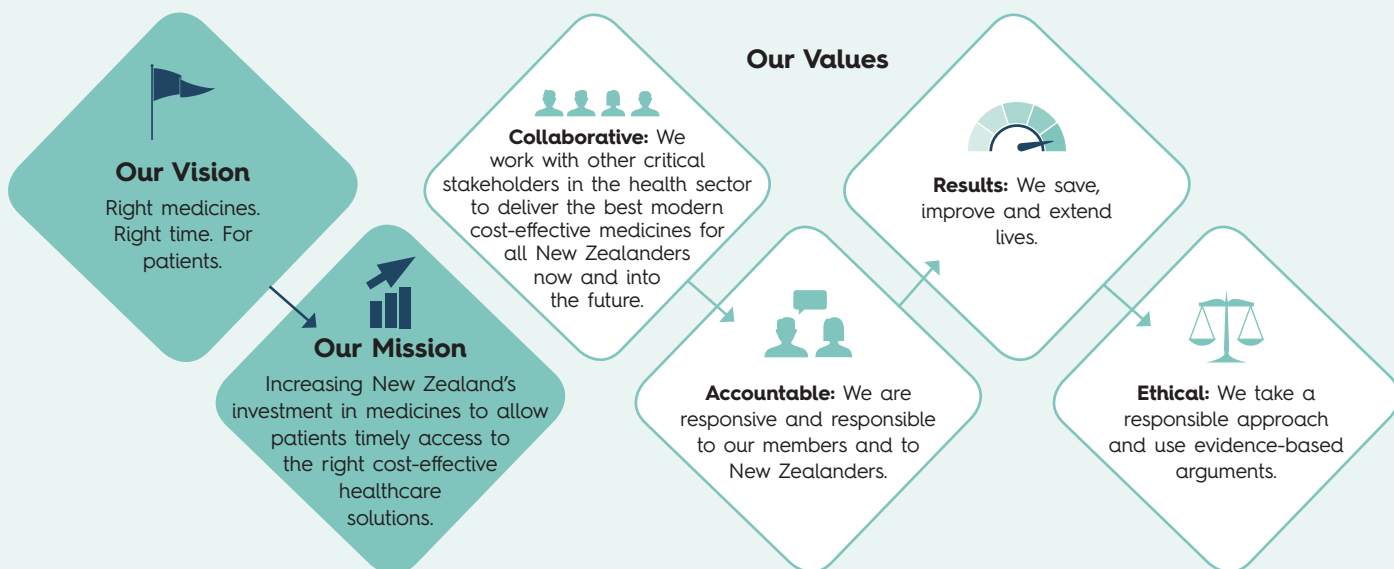 Our Vision
Right medicines.
Right time. For
patients.
Our Mission
Increasing New Zealand's
investment in medicines to allow
patients timely access to
the right cost-effective
healthcare
solutions.
Our Values
Collaborative: We
work with other critical
stakeholders in the health sector
to deliver the best modern
cost-effective medicines for
all New Zealanders
now and into
the future.
Accountable: We are
responsive and responsible
to our members and to
New Zealanders.
Results: We save,
improve and extend
lives.
Ethical: We take a
responsible approach
and use evidence-based
arguments.